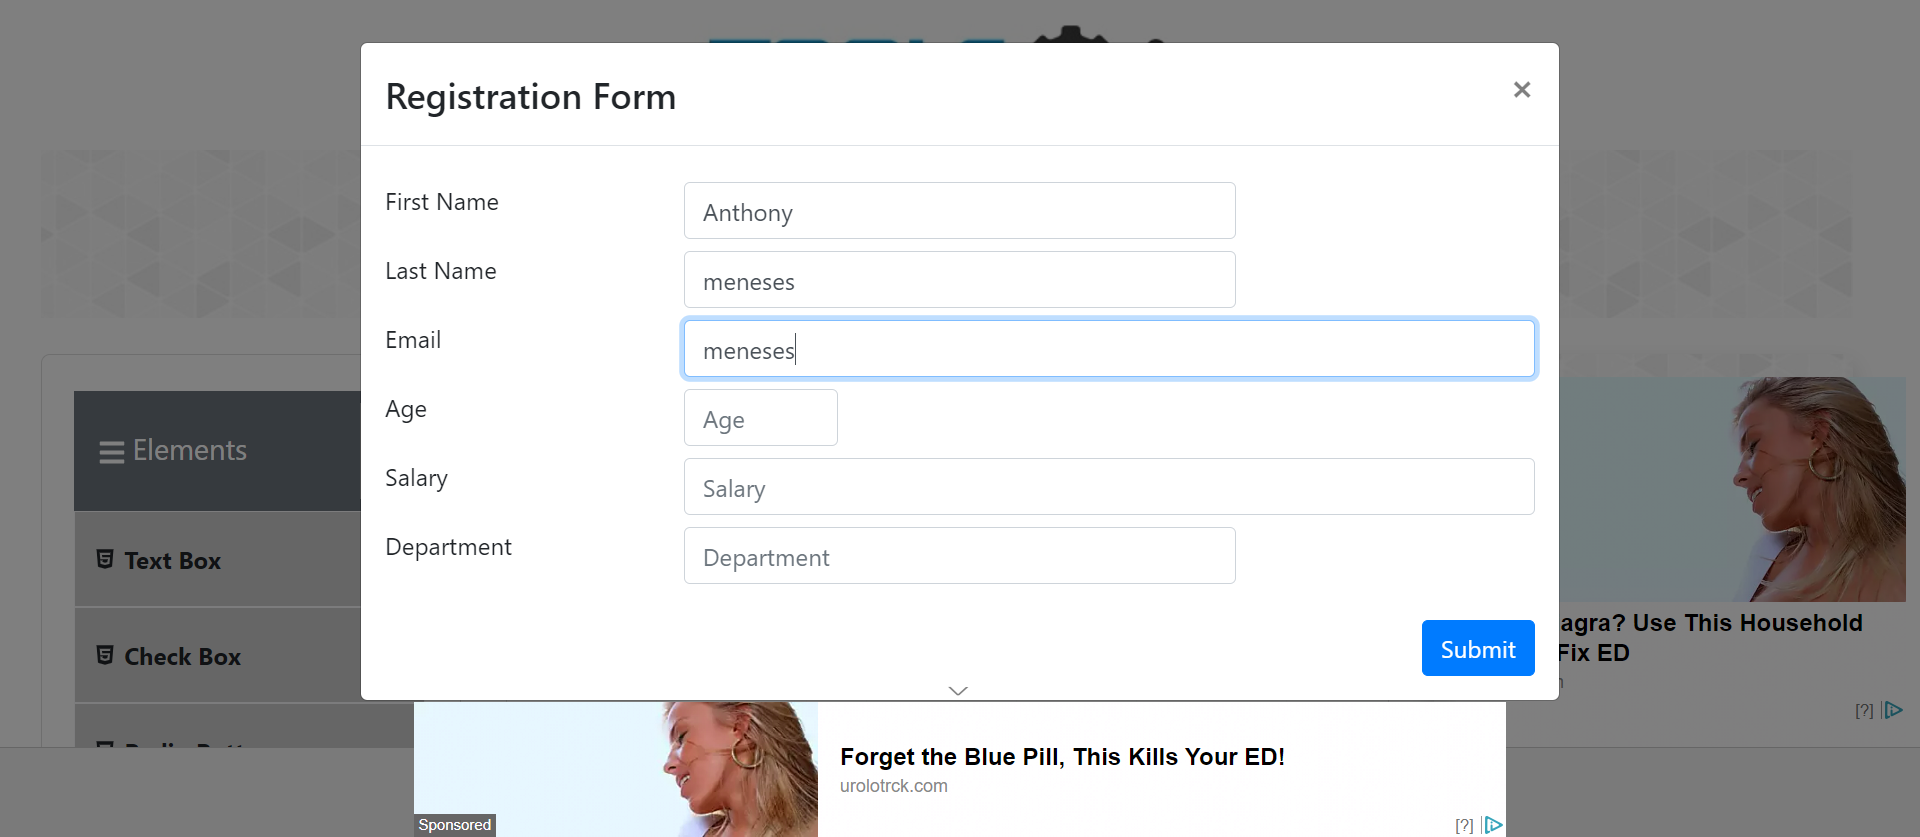 Registration Form
×
First Name
Anthony
Last Name
meneses
Email
meneses
Age
Age
Salary
Salary
Department
Department
Submit
Elements
Text Box
Check Box
agra? Use This Household
Fix ED
[?]
Forget the Blue Pill, This Kills Your ED!
urolotrck.com
Sponsored
[?]